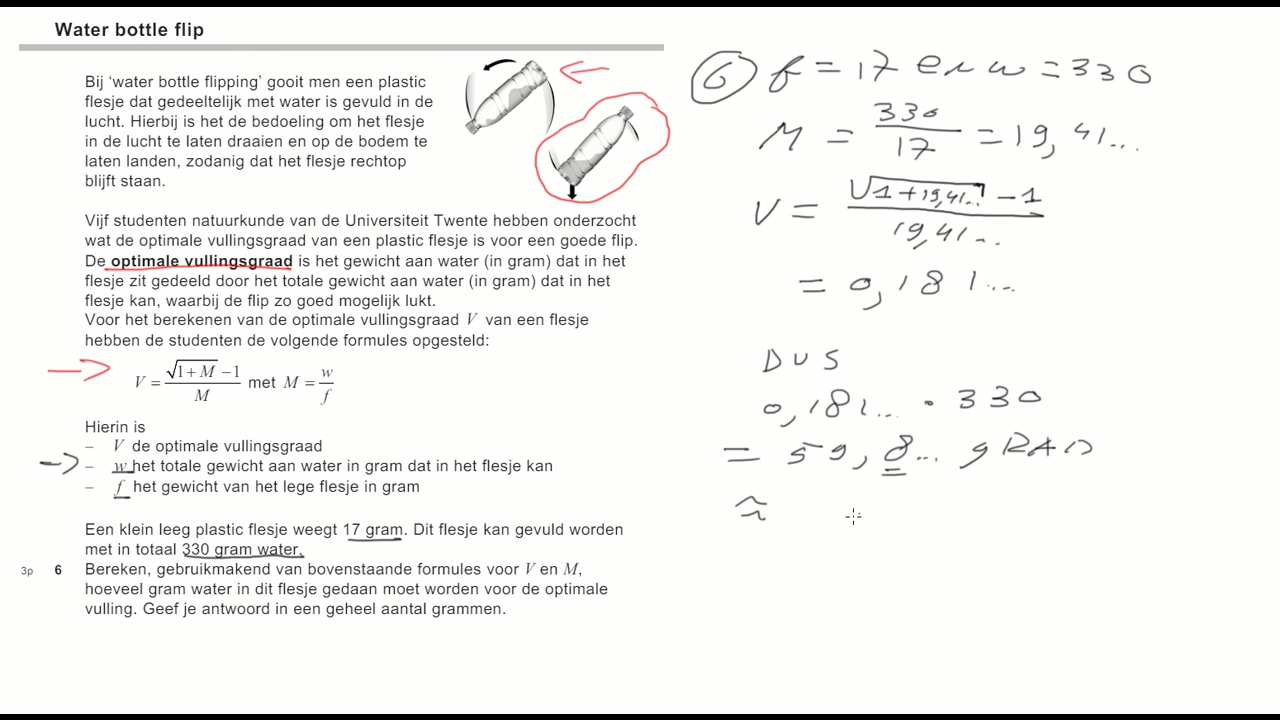 Water bottle flip
Bij ‘water bottle flipping’ gooit men een plastic
flesje dat gedeeltelijk met water is gevuld in de
lucht. Hierbij is het de bedoeling om het flesje
in de lucht te laten draaien en op de bodem te
laten landen, zodanig dat het flesje rechtop
blijft staan.
Vijf studenten natuurkunde van de Universiteit Twente hebben onderzocht
wat de optimale vullingsgraad van een plastic flesje is voor een goede flip.
De optimale vullingsgraad is het gewicht aan water (in gram) dat in het
flesje zit gedeeld door het totale gewicht aan water (in gram) dat in het
flesje kan, waarbij de flip zo goed mogelijk lukt.
Voor het berekenen van de optimale vullingsgraad V van een flesje
hebben de studenten de volgende formules opgesteld:
V = (√(1+M) −1)/M met M = w/f
Hierin is
– V de optimale vullingsgraad
– w het totale gewicht aan water in gram dat in het flesje kan
– f het gewicht van het lege flesje in gram
Een klein leeg plastic flesje weegt 17 gram. Dit flesje kan gevuld worden
met in totaal 330 gram water.
3p 6 Bereken, gebruikmakend van bovenstaande formules voor V en M,
hoeveel gram water in dit flesje gedaan moet worden voor de optimale
vulling. Geef je antwoord in een geheel aantal grammen.
6 f = 17 en w = 330
M = 330/17 = 19,41...
V = (√(1+19,41..) −1)/19,41...
= 0,181...
DUS
0,181... · 330
= 59,8... gRAD
≈